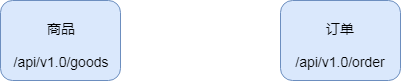 商品
/api/v1.0/goods
订单
/api/v1.0/order